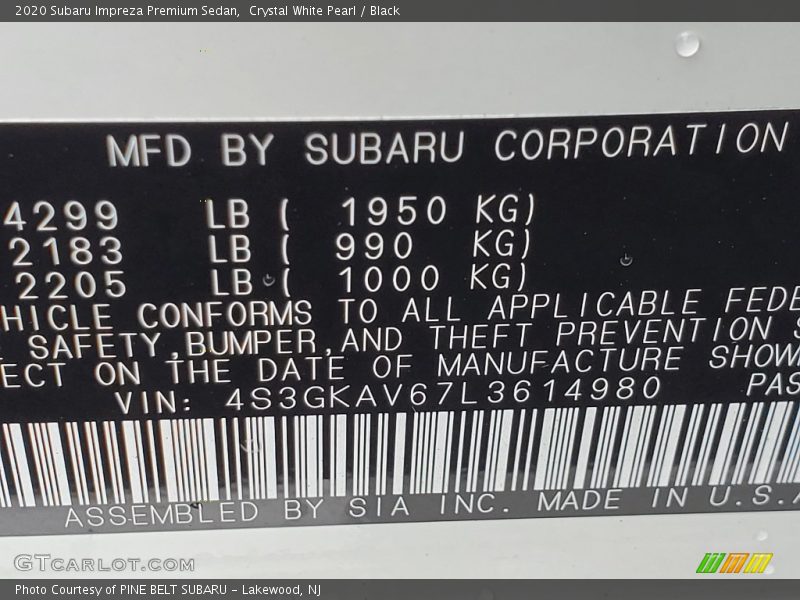 2020 Subaru Impreza Premium Sedan,  Crystal White Pearl / Black
MFD BY SUBARU CORPORATION
4299 LB ( 1950 KG)
2183 LB ( 990 KG)
2205 LB ( 1000 KG)
HICLE CONFORMS TO ALL APPLICABLE FEDE
SAFETY,BUMPER,AND THEFT PREVENTION S
ECT ON THE DATE OF MANUFACTURE SHOW
VIN: 4S3GKAV67L3614980 PAS
ASSEMBLED BY SIA INC. MADE IN U.S.A
GTcarlot.com
Photo Courtesy of PINE BELT SUBARU - Lakewood, NJ